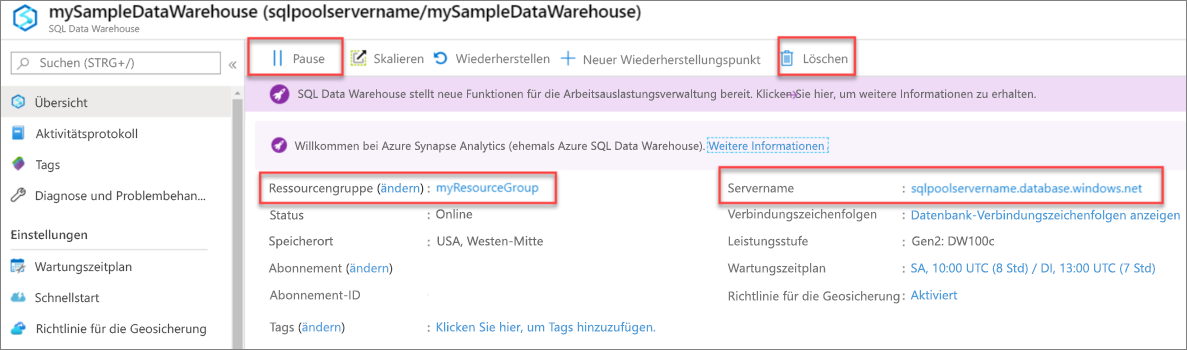 mySampleDataWarehouse (sqlpoolservername/mySampleDataWarehouse)
SQL Data Warehouse
Suchen (STRG+/)
«
Pause
Skalieren
Wiederherstellen
Neuer Wiederherstellungspunkt
Löschen
SQL Data Warehouse stellt neue Funktionen für die Arbeitsauslastungsverwaltung bereit. Klicken Sie hier, um weitere Informationen zu erhalten.
Willkommen bei Azure Synapse Analytics (ehemals Azure SQL Data Warehouse). Weitere Informationen
Übersicht
Aktivitätsprotokoll
Tags
Diagnose und Problembehan...
Einstellungen
Wartungszeitplan
Schnellstart
Richtlinie für die Geosicherung
Ressourcengruppe (ändern) : myResourceGroup
Status : Online
Speicherort : USA, Westen-Mitte
Abonnement (ändern)
Abonnement-ID
Tags (ändern) : Klicken Sie hier, um Tags hinzuzufügen.
Servername : sqlpoolservername.database.windows.net
Verbindungszeichenfolgen : Datenbank-Verbindungszeichenfolgen anzeigen
Leistungsstufe : Gen2: DW100c
Wartungszeitplan : SA, 10:00 UTC (8 Std) / DI, 13:00 UTC (7 Std)
Richtlinie für die Geosicherung : Aktiviert